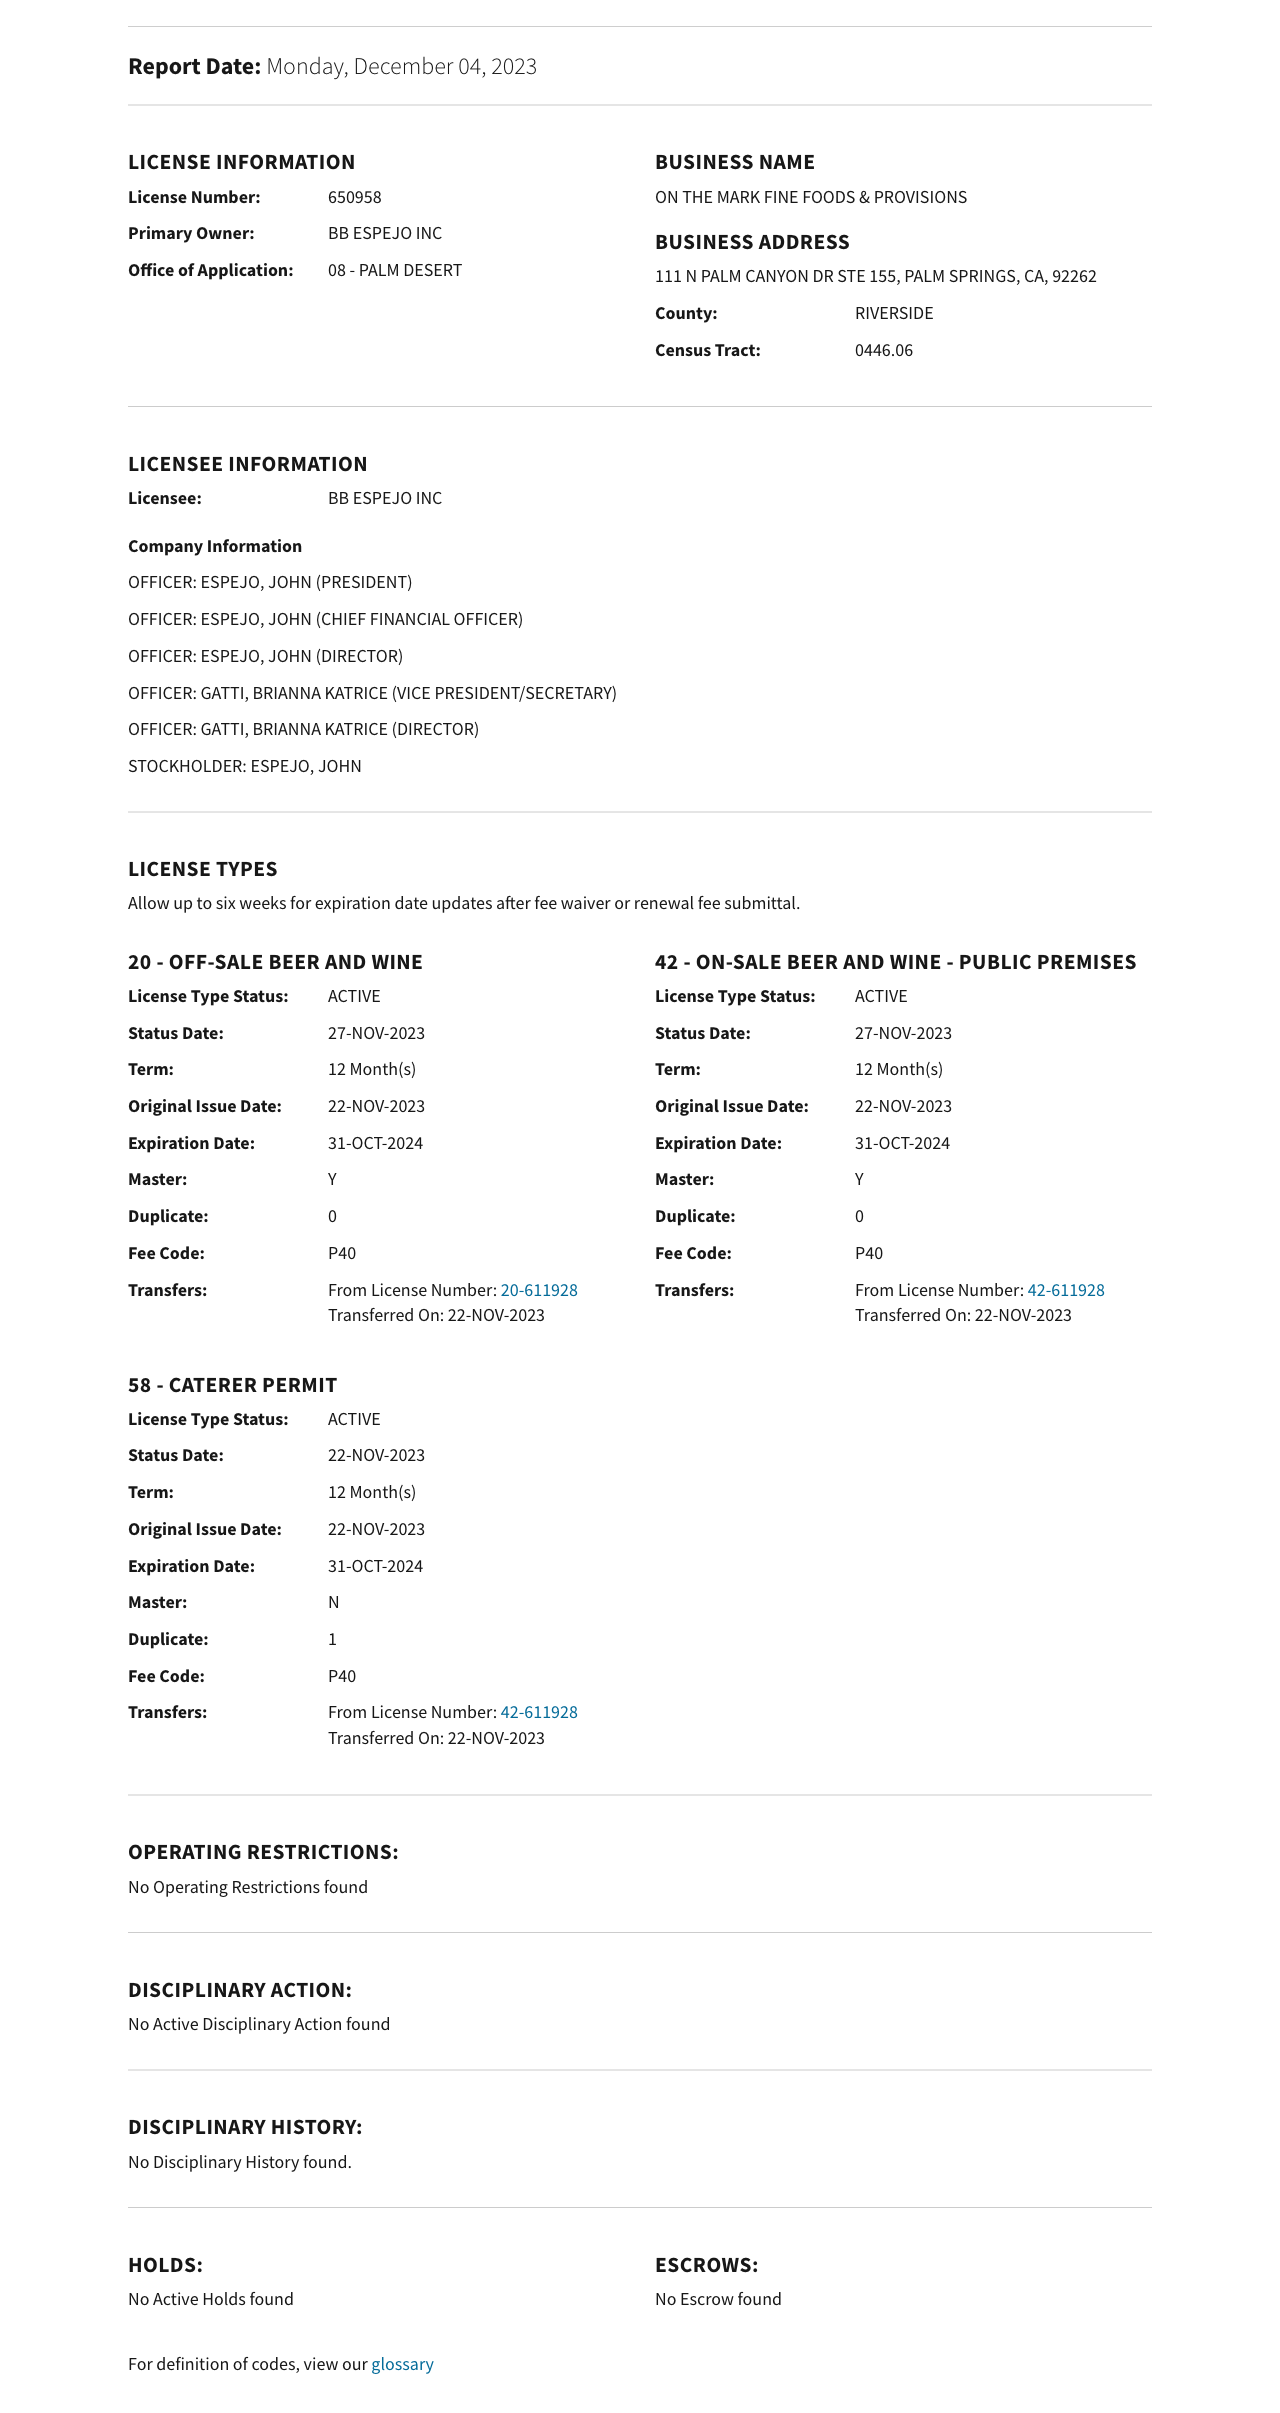 Report Date: Monday, December 04, 2023
LICENSE INFORMATION
License Number: 650958
Primary Owner: BB ESPEJO INC
Office of Application: 08 - PALM DESERT
BUSINESS NAME
ON THE MARK FINE FOODS & PROVISIONS
BUSINESS ADDRESS
111 N PALM CANYON DR STE 155, PALM SPRINGS, CA, 92262
County: RIVERSIDE
Census Tract: 0446.06
LICENSEE INFORMATION
Licensee: BB ESPEJO INC
Company Information
OFFICER: ESPEJO, JOHN (PRESIDENT)
OFFICER: ESPEJO, JOHN (CHIEF FINANCIAL OFFICER)
OFFICER: ESPEJO, JOHN (DIRECTOR)
OFFICER: GATTI, BRIANNA KATRICE (VICE PRESIDENT/SECRETARY)
OFFICER: GATTI, BRIANNA KATRICE (DIRECTOR)
STOCKHOLDER: ESPEJO, JOHN
LICENSE TYPES
Allow up to six weeks for expiration date updates after fee waiver or renewal fee submittal.
20 - OFF-SALE BEER AND WINE
License Type Status: ACTIVE
Status Date: 27-NOV-2023
Term: 12 Month(s)
Original Issue Date: 22-NOV-2023
Expiration Date: 31-OCT-2024
Master: Y
Duplicate: 0
Fee Code: P40
Transfers: From License Number: 20-611928
Transferred On: 22-NOV-2023
42 - ON-SALE BEER AND WINE - PUBLIC PREMISES
License Type Status: ACTIVE
Status Date: 27-NOV-2023
Term: 12 Month(s)
Original Issue Date: 22-NOV-2023
Expiration Date: 31-OCT-2024
Master: Y
Duplicate: 0
Fee Code: P40
Transfers: From License Number: 42-611928
Transferred On: 22-NOV-2023
58 - CATERER PERMIT
License Type Status: ACTIVE
Status Date: 22-NOV-2023
Term: 12 Month(s)
Original Issue Date: 22-NOV-2023
Expiration Date: 31-OCT-2024
Master: N
Duplicate: 1
Fee Code: P40
Transfers: From License Number: 42-611928
Transferred On: 22-NOV-2023
OPERATING RESTRICTIONS:
No Operating Restrictions found
DISCIPLINARY ACTION:
No Active Disciplinary Action found
DISCIPLINARY HISTORY:
No Disciplinary History found.
HOLDS:
No Active Holds found
ESCROWS:
No Escrow found
For definition of codes, view our glossary